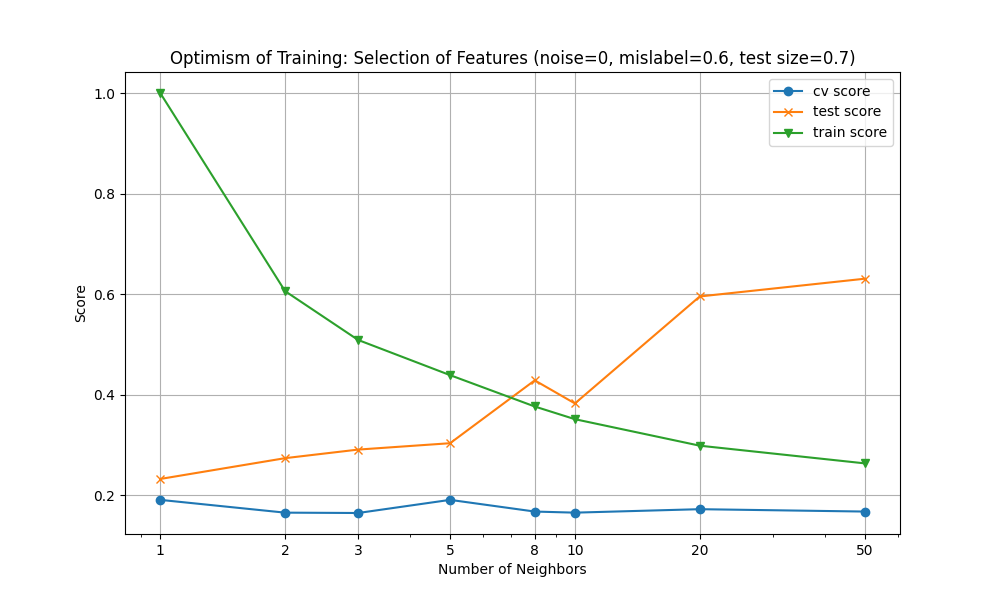 Optimism of Training: Selection of Features (noise=0, mislabel=0.6, test size=0.7)
cv score
test score
train score
1.0
0.8
0.6
0.4
0.2
Score
1 2 3 5 8 10 20 50
Number of Neighbors